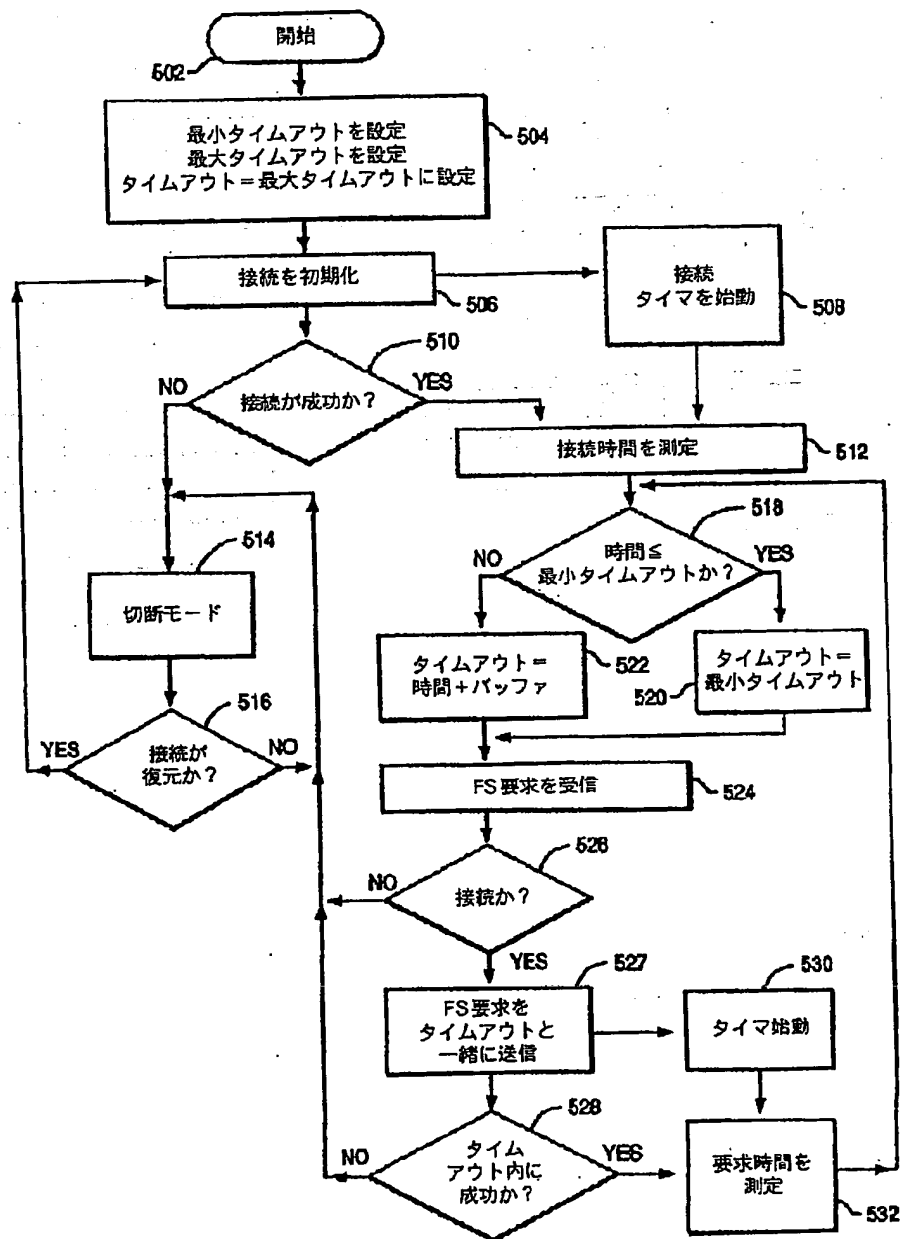 開始
502
最小タイムアウトを設定
最大タイムアウトを設定
タイムアウト=最大タイムアウトに設定
504
接続を初期化
506
接続
タイマを始動
508
510
NO
YES
接続が成功か？
接続時間を測定
512
514
切断モード
518
NO
YES
時間≦
最小タイムアウトか？
タイムアウト=
時間+バッファ
522
タイムアウト=
最小タイムアウト
520
516
YES
NO
接続が
復元か？
FS要求を受信
524
526
NO
接続か？
YES
527
FS要求を
タイムアウトと
一緒に送信
530
タイマ始動
528
NO
YES
タイム
アウト内に
成功か？
要求時間を
測定
532